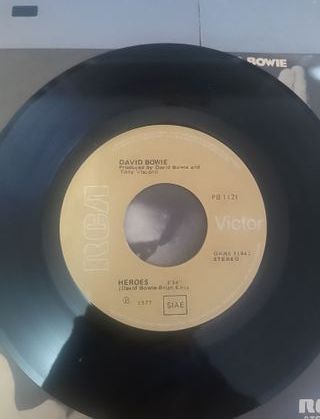 BOWIE
DAVID BOWIE
Produced by David Bowie and
Tony Visconti
PB 1121
RCA
Victor
STEREO
HEROES
(David Bowie-Brian Eno)
℗ 1977
SIAE